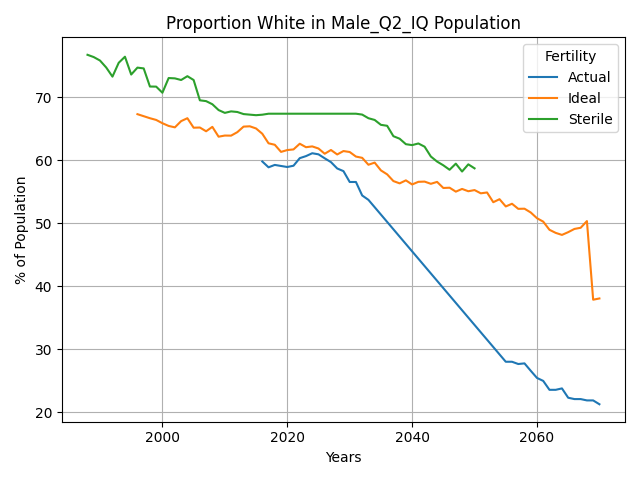 Proportion White in Male_Q2_IQ Population
Fertility
Actual
Ideal
Sterile
% of Population
70
60
50
40
30
20
2000
2020
2040
2060
Years